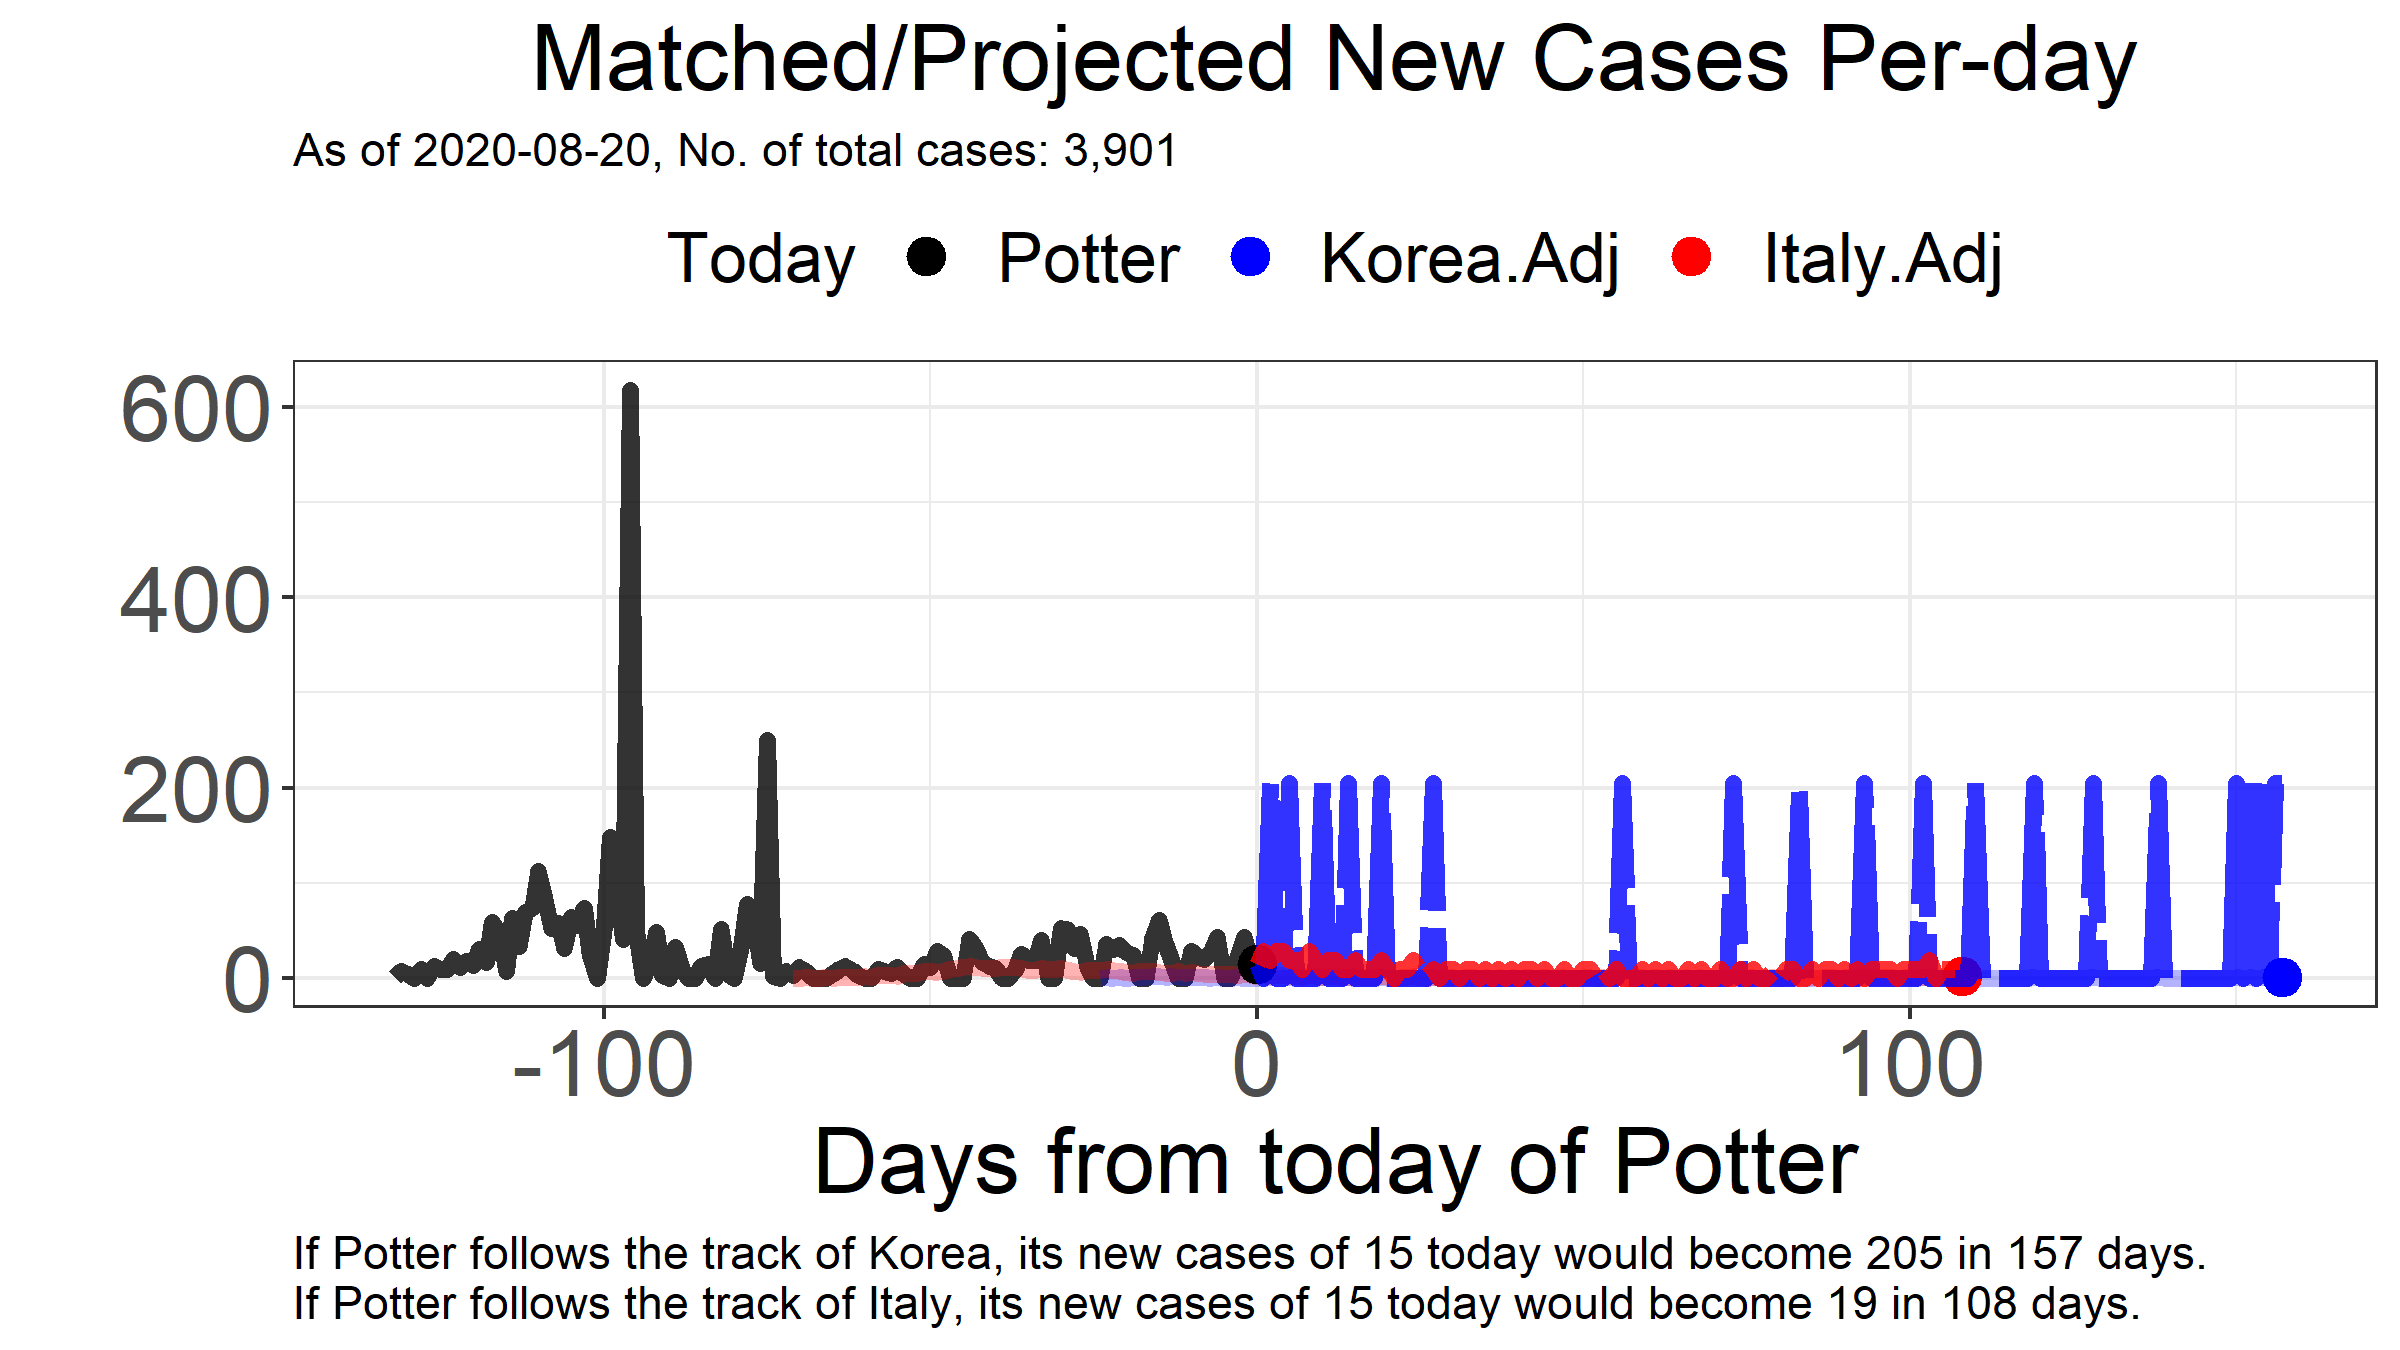 Matched/Projected New Cases Per-day
As of 2020-08-20, No. of total cases: 3,901
Today Potter Korea.Adj Italy.Adj
600
400
200
0
-100 0 100
Days from today of Potter
If Potter follows the track of Korea, its new cases of 15 today would become 205 in 157 days.
If Potter follows the track of Italy, its new cases of 15 today would become 19 in 108 days.